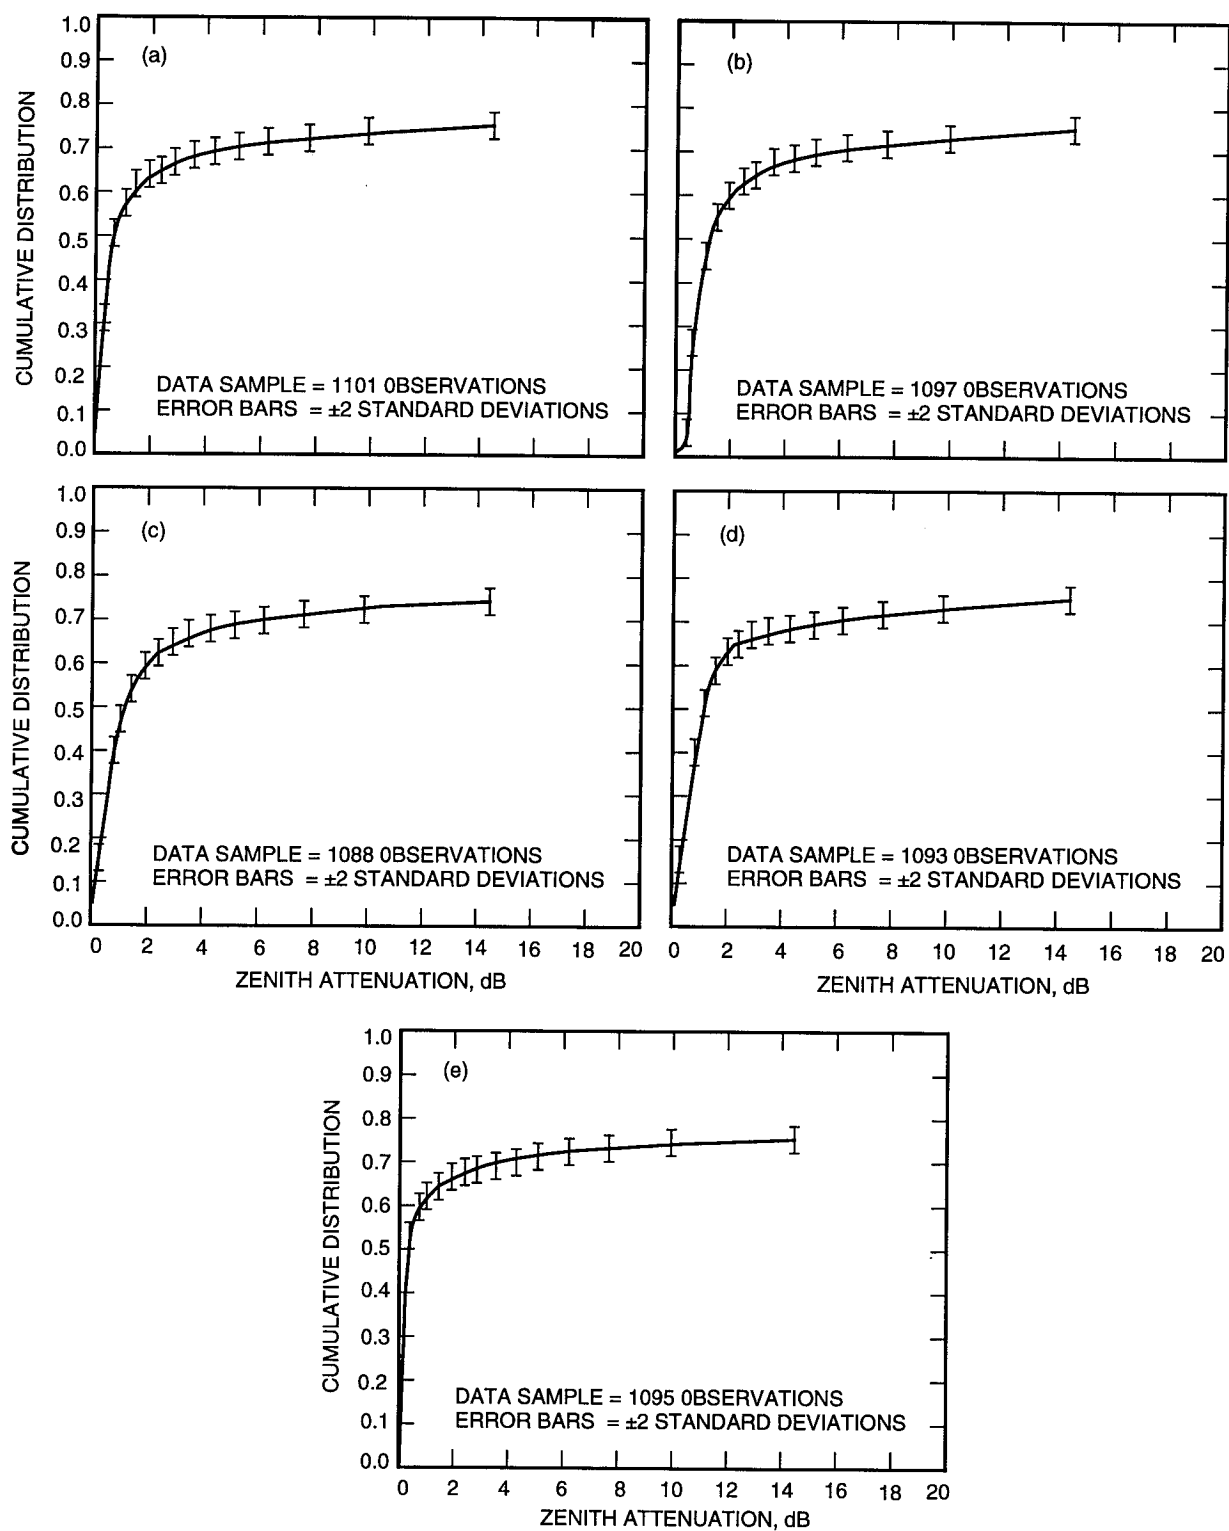 1.0
0.9
0.8
0.7
0.6
0.5
0.4
0.3
0.2
0.1
0.0
CUMULATIVE DISTRIBUTION
(a)
DATA SAMPLE = 1101 0BSERVATIONS
ERROR BARS = ±2 STANDARD DEVIATIONS
(b)
DATA SAMPLE = 1097 0BSERVATIONS
ERROR BARS = ±2 STANDARD DEVIATIONS
1.0
0.9
0.8
0.7
0.6
0.5
0.4
0.3
0.2
0.1
0.0
CUMULATIVE DISTRIBUTION
(c)
DATA SAMPLE = 1088 0BSERVATIONS
ERROR BARS = ±2 STANDARD DEVIATIONS
0 2 4 6 8 10 12 14 16 18 20
ZENITH ATTENUATION, dB
(d)
DATA SAMPLE = 1093 0BSERVATIONS
ERROR BARS = ±2 STANDARD DEVIATIONS
0 2 4 6 8 10 12 14 16 18 20
ZENITH ATTENUATION, dB
1.0
0.9
0.8
0.7
0.6
0.5
0.4
0.3
0.2
0.1
0.0
CUMULATIVE DISTRIBUTION
(e)
DATA SAMPLE = 1095 0BSERVATIONS
ERROR BARS = ±2 STANDARD DEVIATIONS
0 2 4 6 8 10 12 14 16 18 20
ZENITH ATTENUATION, dB